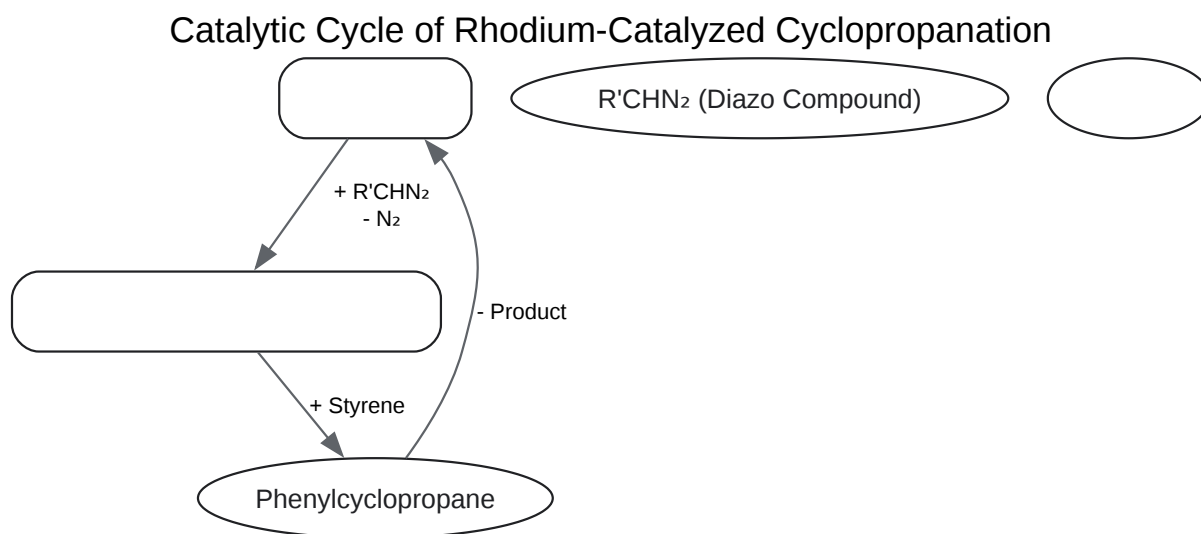 Catalytic Cycle of Rhodium-Catalyzed Cyclopropanation
R'CHN₂ (Diazo Compound)
+ R'CHN₂
- N₂
- Product
+ Styrene
Phenylcyclopropane